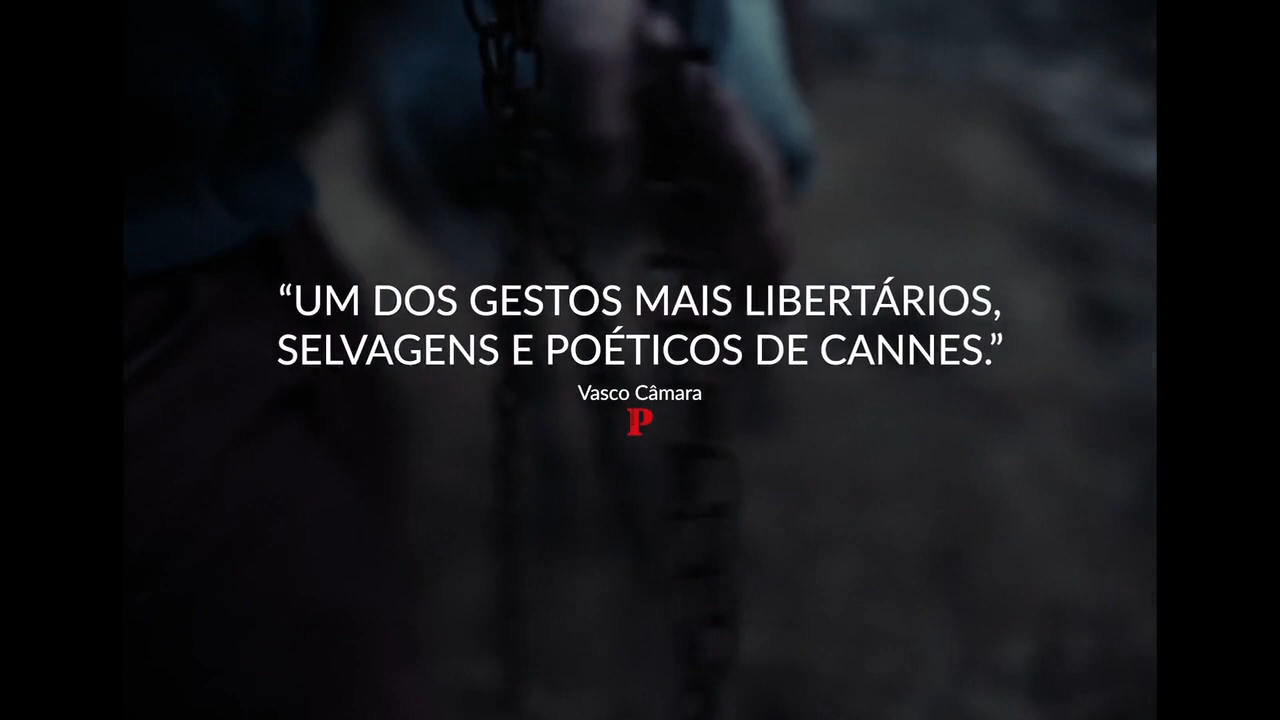 “UM DOS GESTOS MAIS LIBERTÁRIOS,
SELVAGENS E POÉTICOS DE CANNES.”
Vasco Câmara
P